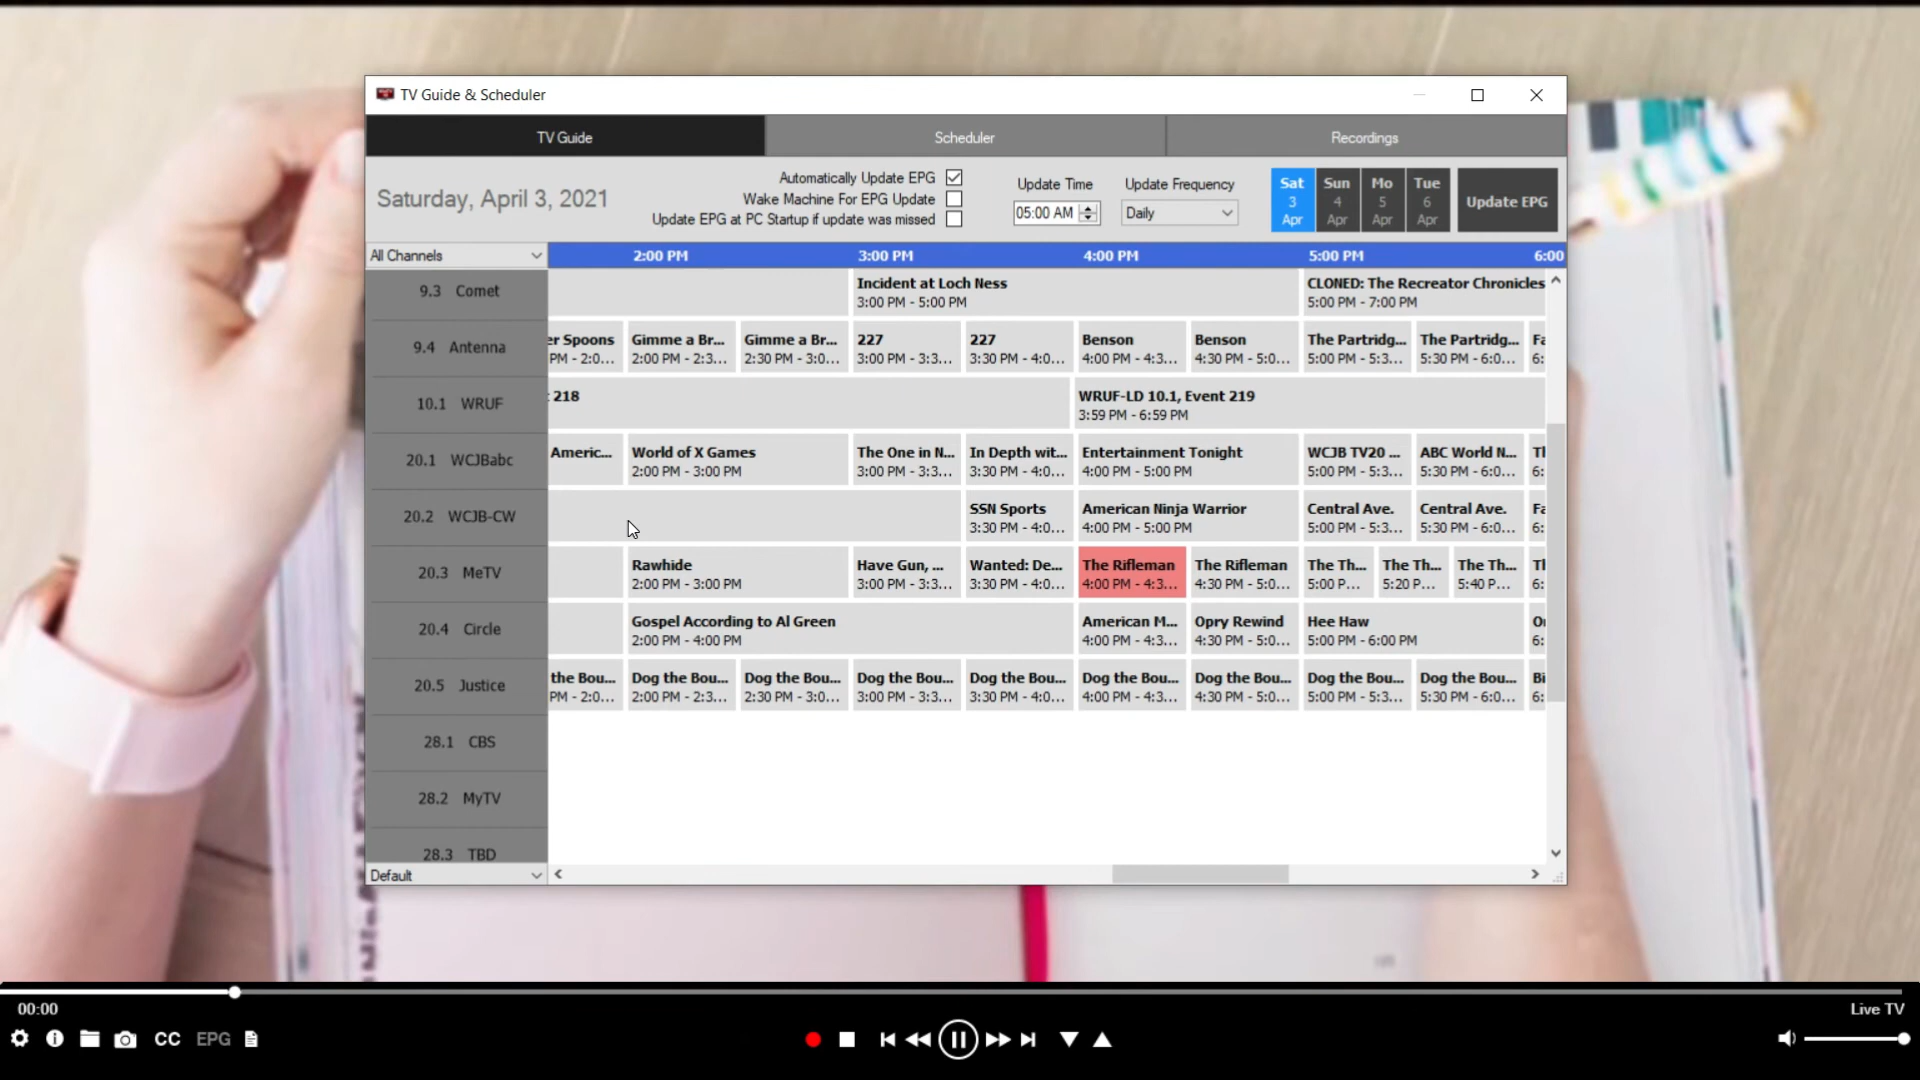 TV Guide & Scheduler
TV Guide Scheduler Recordings
Saturday, April 3, 2021
Automatically Update EPG
Wake Machine For EPG Update
Update EPG at PC Startup if update was missed
Update Time
05:00 AM
Update Frequency
Daily
Sat 3 Apr
Sun 4 Apr
Mo 5 Apr
Tue 6 Apr
Update EPG
All Channels 2:00 PM 3:00 PM 4:00 PM 5:00 PM 6:00
9.3 Comet
Incident at Loch Ness
3:00 PM - 5:00 PM
CLONED: The Recreator Chronicles
5:00 PM - 7:00 PM
9.4 Antenna
er Spoons Gimme a Br... Gimme a Br... 227 227 Benson Benson The Partridg... The Partridg... Fa
PM - 2:0... 2:00 PM - 2:3... 2:30 PM - 3:0... 3:00 PM - 3:3... 3:30 PM - 4:0... 4:00 PM - 4:3... 4:30 PM - 5:0... 5:00 PM - 5:3... 5:30 PM - 6:0... 6:
10.1 WRUF
: 218 WRUF-LD 10.1, Event 219
3:59 PM - 6:59 PM
20.1 WCJBabc
Americ... World of X Games The One in N... In Depth wit... Entertainment Tonight WCJB TV20 ... ABC World N...
2:00 PM - 3:00 PM 3:00 PM - 3:3... 3:30 PM - 4:0... 4:00 PM - 5:00 PM 5:00 PM - 5:3... 5:30 PM - 6:0... 6:
20.2 WCJB-CW
SSN Sports American Ninja Warrior Central Ave. Central Ave. Fa
3:30 PM - 4:0... 4:00 PM - 5:00 PM 5:00 PM - 5:3... 5:30 PM - 6:0... 6:
20.3 MeTV
Rawhide Have Gun, ... Wanted: De... The Rifleman The Rifleman The Th... The Th... The Th...
2:00 PM - 3:00 PM 3:00 PM - 3:3... 3:30 PM - 4:0... 4:00 PM - 4:3... 4:30 PM - 5:0... 5:00 P... 5:20 P... 5:40 P... 6:
20.4 Circle
Gospel According to Al Green American M... Opry Rewind Hee Haw
2:00 PM - 4:00 PM 4:00 PM - 4:3... 4:30 PM - 5:0... 5:00 PM - 6:00 PM 6:
20.5 Justice
the Bou... Dog the Bou... Dog the Bou... Dog the Bou... Dog the Bou... Dog the Bou... Dog the Bou... Dog the Bou... Dog the Bou... Bi
PM - 2:0... 2:00 PM - 2:3... 2:30 PM - 3:0... 3:00 PM - 3:3... 3:30 PM - 4:0... 4:00 PM - 4:3... 4:30 PM - 5:0... 5:00 PM - 5:3... 5:30 PM - 6:0... 6:
28.1 CBS
28.2 MyTV
28.3 TBD
Default
00:00 Live TV
CC EPG